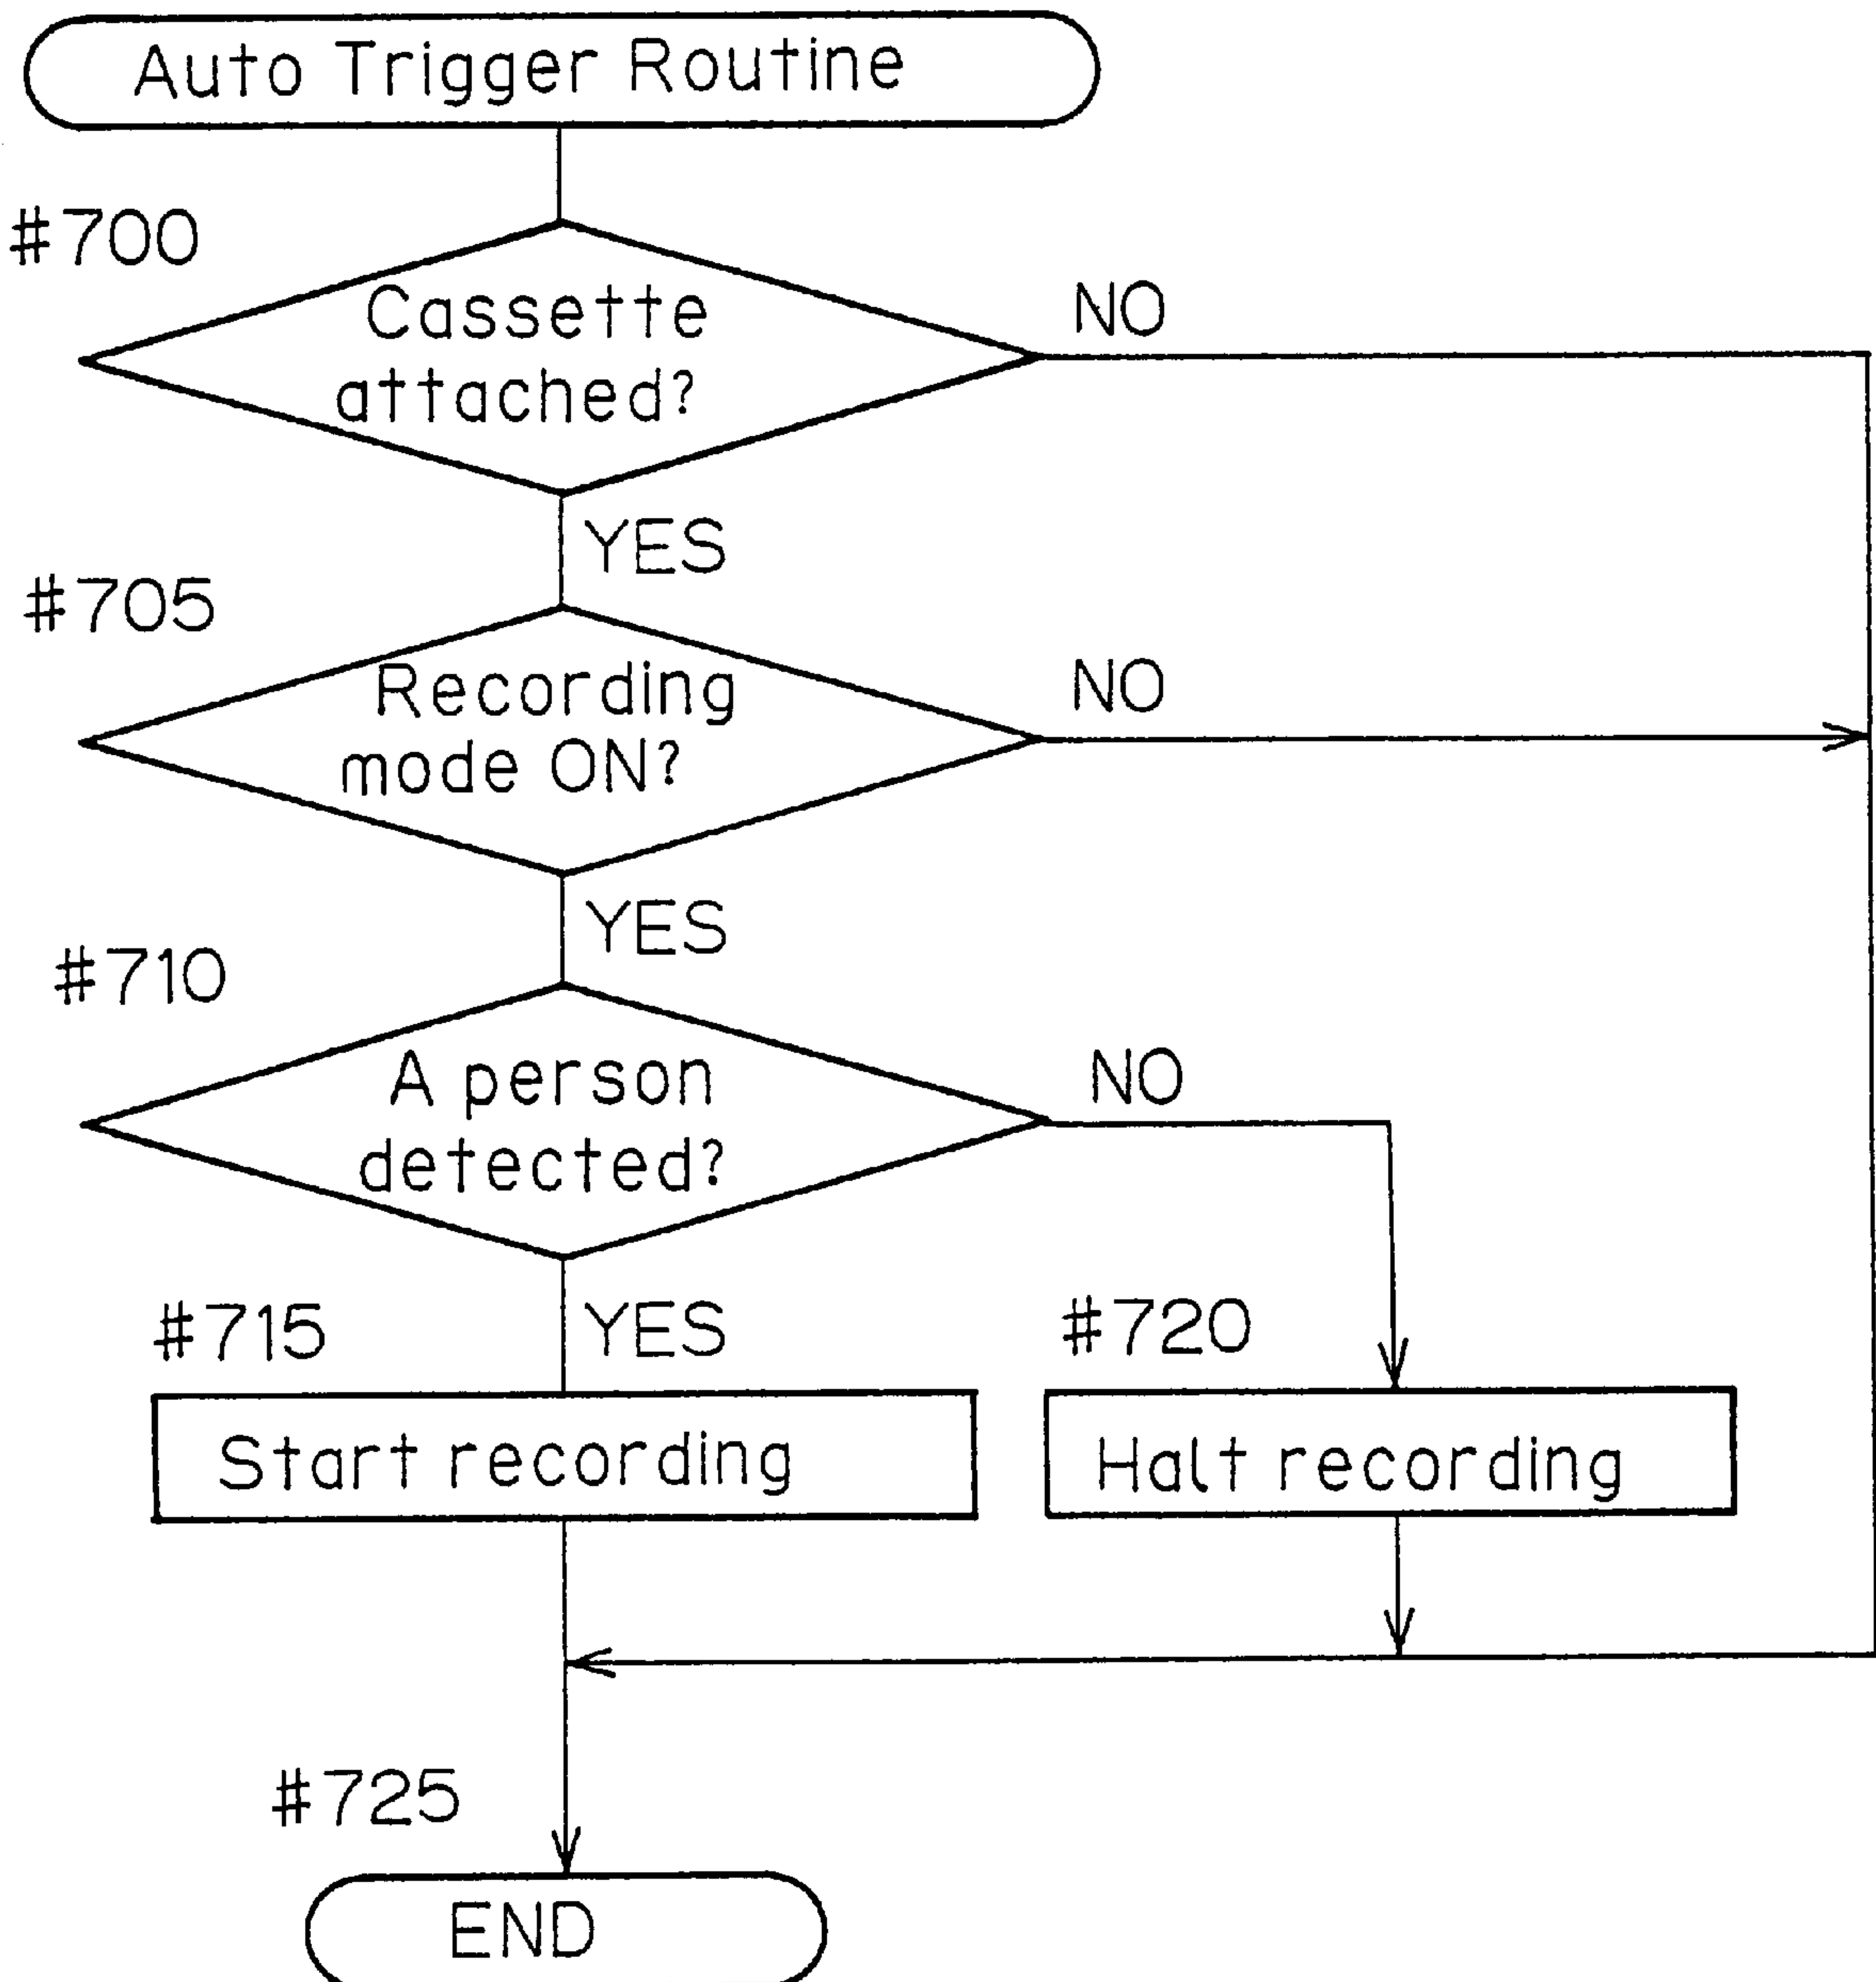 Auto Trigger Routine
#700
Cassette
attached?
NO
YES
#705
Recording
mode ON?
NO
YES
#710
A person
detected?
NO
YES
#715
Start recording
#720
Halt recording
#725
END